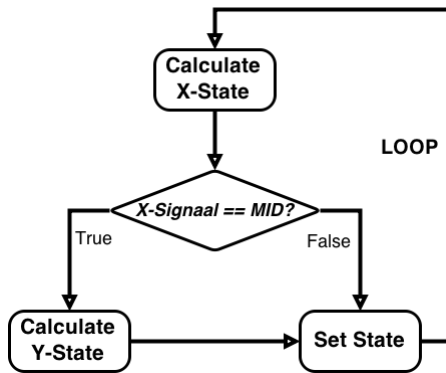 Calculate
X-State
LOOP
X-Signaal == MID?
True
False
Calculate
Y-State
Set State